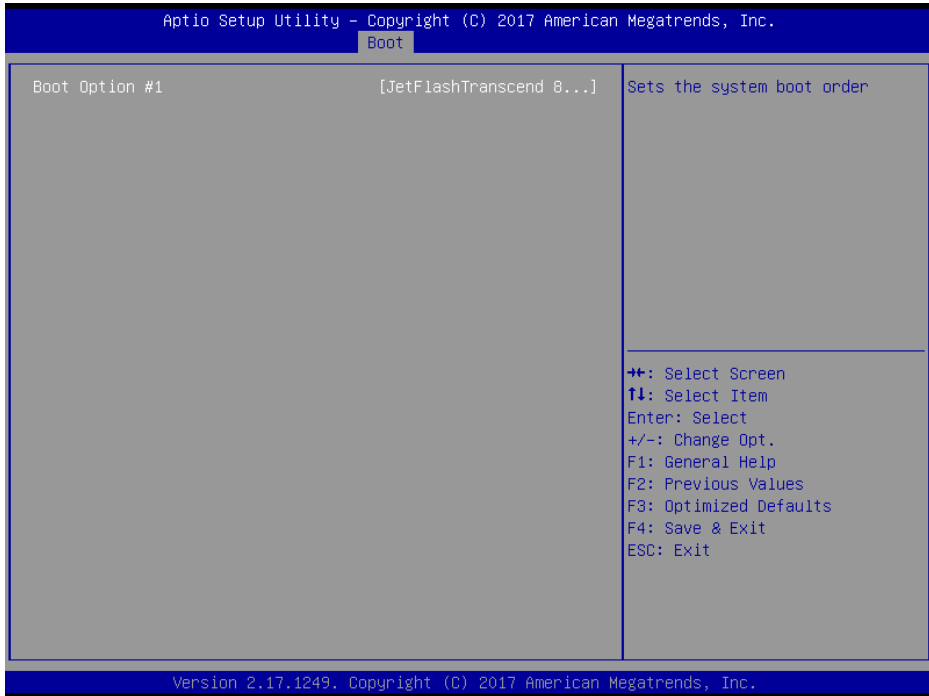 Aptio Setup Utility – Copyright (C) 2017 American Megatrends, Inc.
Boot
Boot Option #1 [JetFlashTranscend 8...]
Sets the system boot order
→←: Select Screen
↑↓: Select Item
Enter: Select
+/-: Change Opt.
F1: General Help
F2: Previous Values
F3: Optimized Defaults
F4: Save & Exit
ESC: Exit
Version 2.17.1249. Copyright (C) 2017 American Megatrends, Inc.